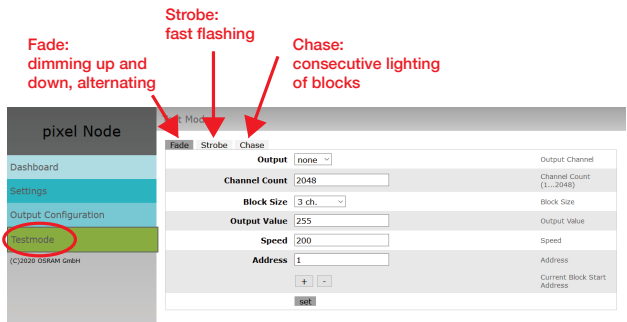 Strobe:
fast flashing
Fade:
dimming up and
down, alternating
Chase:
consecutive lighting
of blocks
pixel Node
Dashboard
Settings
Output Configuration
Testmode
(C)2020 OSRAM GmbH
Fade Strobe Chase
Output none Output Channel
Channel Count 2048 Channel Count
(1...2048)
Block Size 3 ch. Block Size
Output Value 255 Output Value
Speed 200 Speed
Address 1 Address
+ - Current Block Start
Address
set